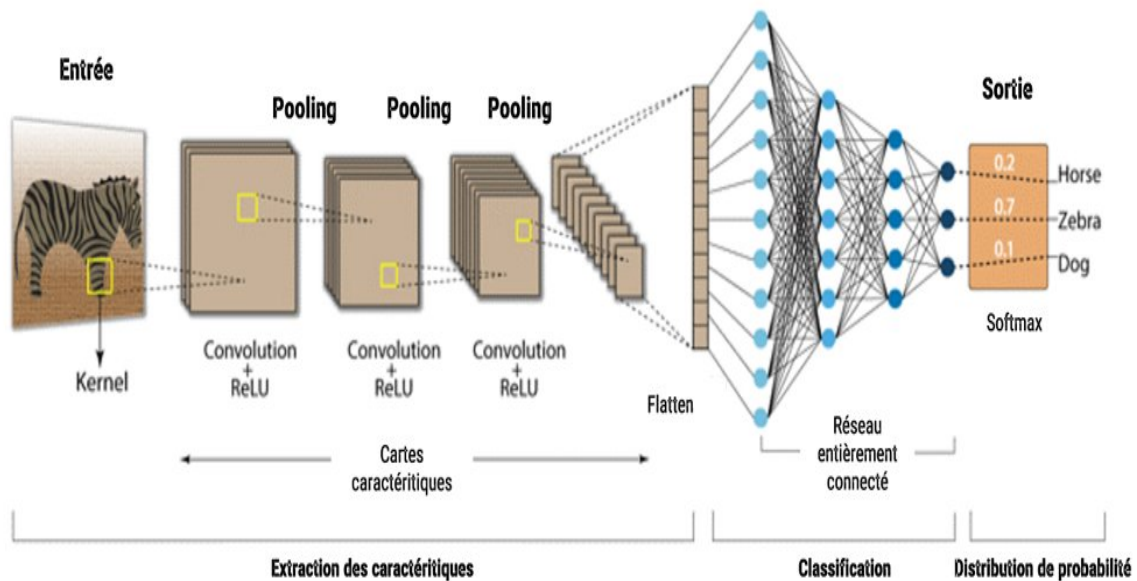 Entrée
Pooling
Pooling
Pooling
Sortie
0.2
Horse
0.7
Zebra
0.1
Dog
Softmax
Kernel
Convolution
+
ReLU
Convolution
+
ReLU
Convolution
+
ReLU
Flatten
Cartes
caractéritiques
Réseau
entièrement
connecté
Extraction des caractéritiques
Classification
Distribution de probabilité